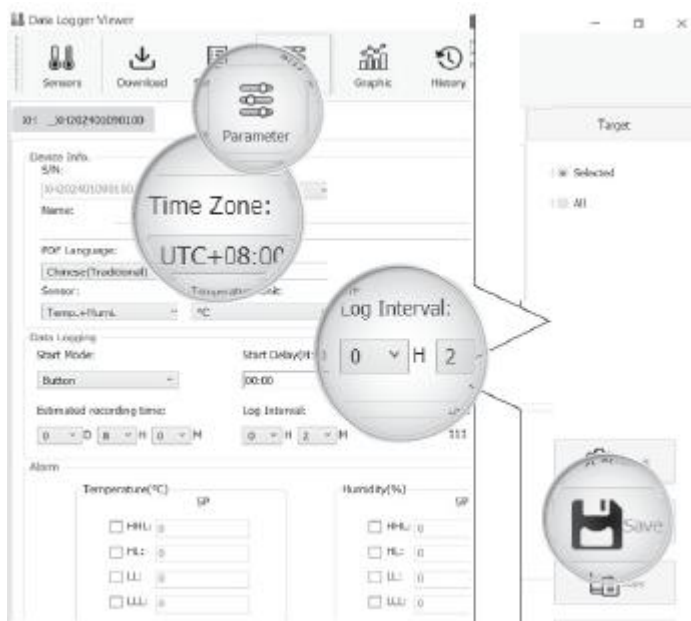 Data Logger Viewer
Sensors
Download
Parameter
Graphic
History
XH202401090100
Target
Device Info.
S/N:
XH202401090100
Selected
Name:
Time Zone:
All
UTC+08:00
PDF Language:
Chinese(Traditional)
Sensor:
Temp.+Humi.
°C
Log Interval:
0 H 2
Data Logging
Start Mode:
Start Delay(H:
Button
00:00
Estimated recording time:
Log Interval:
0 D 8 H 0 M
0 H 2 M
Alarm
Temperature(°C)
Humidity(%)
SP
SP
HHL: 0
HHL: 0
HL: 0
HL: 0
LL: 0
LL: 0
LLL: 0
LLL: 0
Save